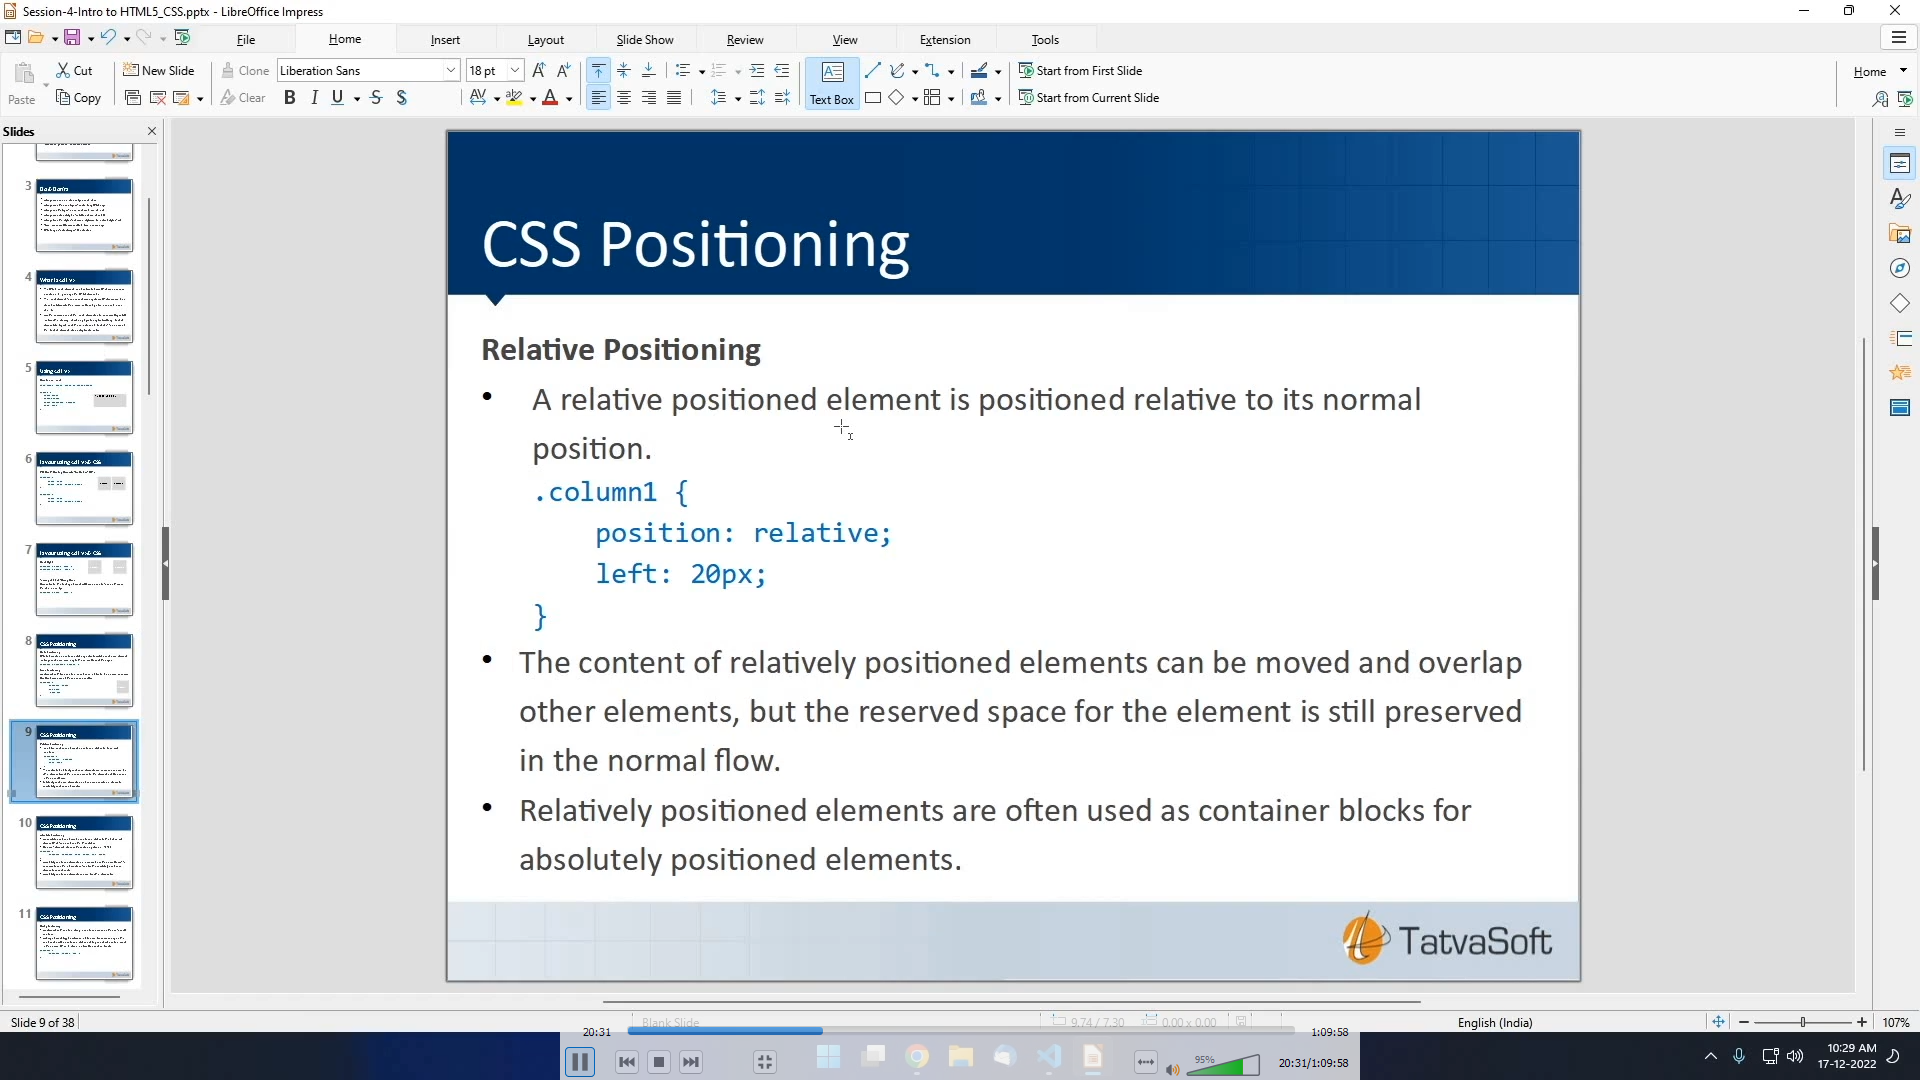 Session-4-Intro to HTML5_CSS.pptx - LibreOffice Impress
File
Home
Insert
Layout
Slide Show
Review
View
Extension
Tools
Paste
Cut
Copy
New Slide
Clone
Clear
Liberation Sans
18 pt
Text Box
Start from First Slide
Start from Current Slide
Home
Slides
3
4
5
6
7
8
9
10
11
CSS Positioning
Relative Positioning
• A relative positioned element is positioned relative to its normal
position.
.column1 {
position: relative;
left: 20px;
}
• The content of relatively positioned elements can be moved and overlap
other elements, but the reserved space for the element is still preserved
in the normal flow.
• Relatively positioned elements are often used as container blocks for
absolutely positioned elements.
TatvaSoft
Slide 9 of 38
Blank Slide
9.74 / 7.30
0.00 x 0.00
English (India)
107%
20:31
1:09:58
95%
20:31/1:09:58
10:29 AM
17-12-2022